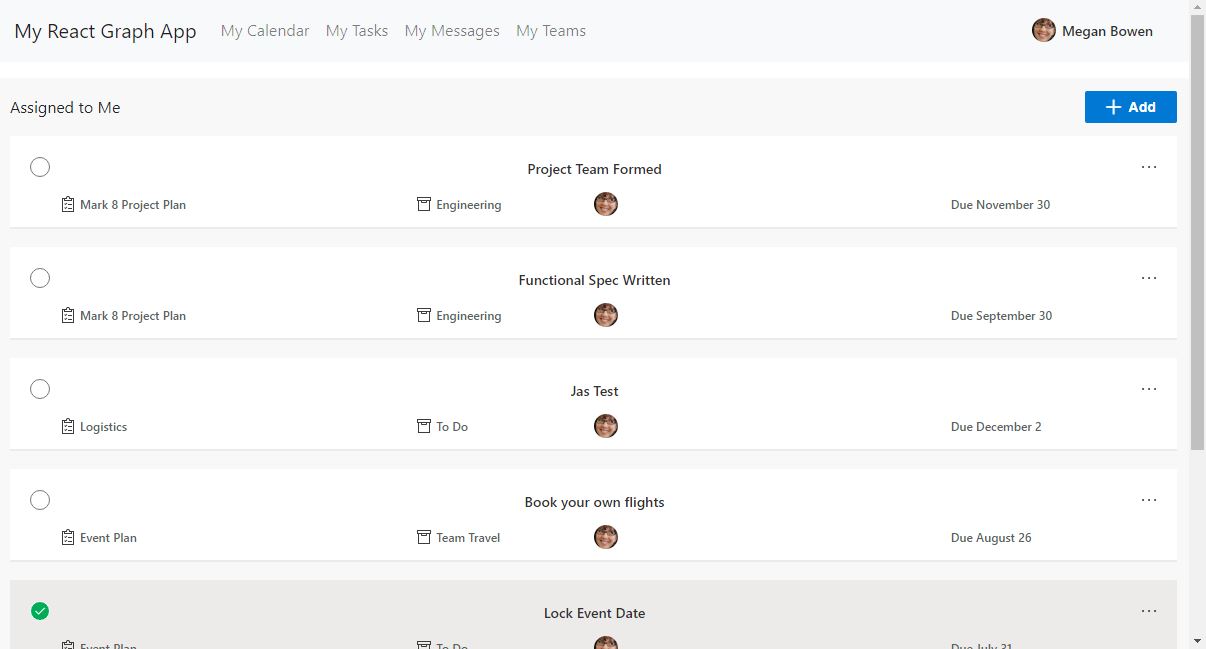 My React Graph App My Calendar My Tasks My Messages My Teams Megan Bowen
Assigned to Me Add
Project Team Formed
Mark 8 Project Plan Engineering Due November 30
Functional Spec Written
Mark 8 Project Plan Engineering Due September 30
Jas Test
Logistics To Do Due December 2
Book your own flights
Event Plan Team Travel Due August 26
Lock Event Date
Event Plan To Do Due July 31